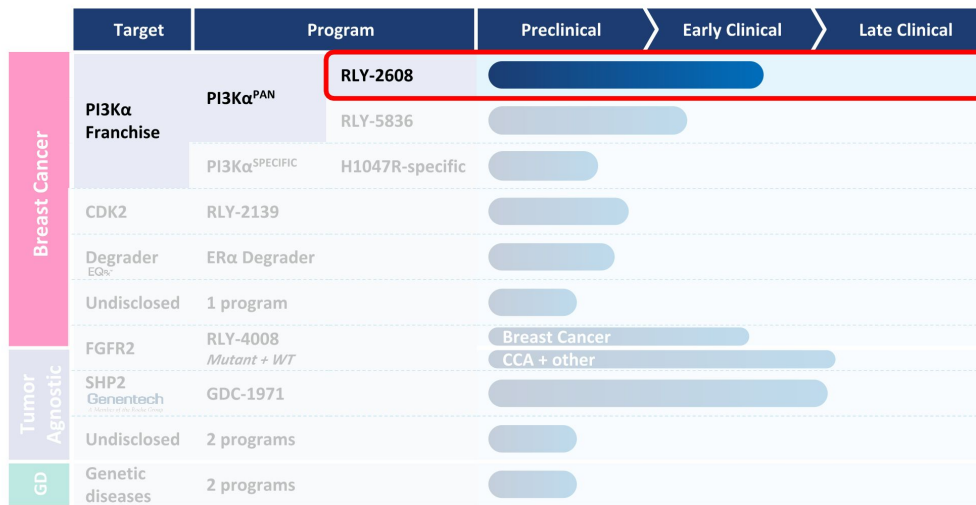 Target Program Preclinical Early Clinical Late Clinical
Breast Cancer
PI3Kα
Franchise
PI3Kα^PAN
RLY-2608
RLY-5836
PI3Kα^SPECIFIC H1047R-specific
CDK2 RLY-2139
Degrader ERα Degrader
Undisclosed 1 program
FGFR2
RLY-4008
Mutant + WT
Breast Cancer
CCA + other
Tumor
Agnostic
SHP2
Genentech
GDC-1971
Undisclosed 2 programs
GD
Genetic
diseases
2 programs